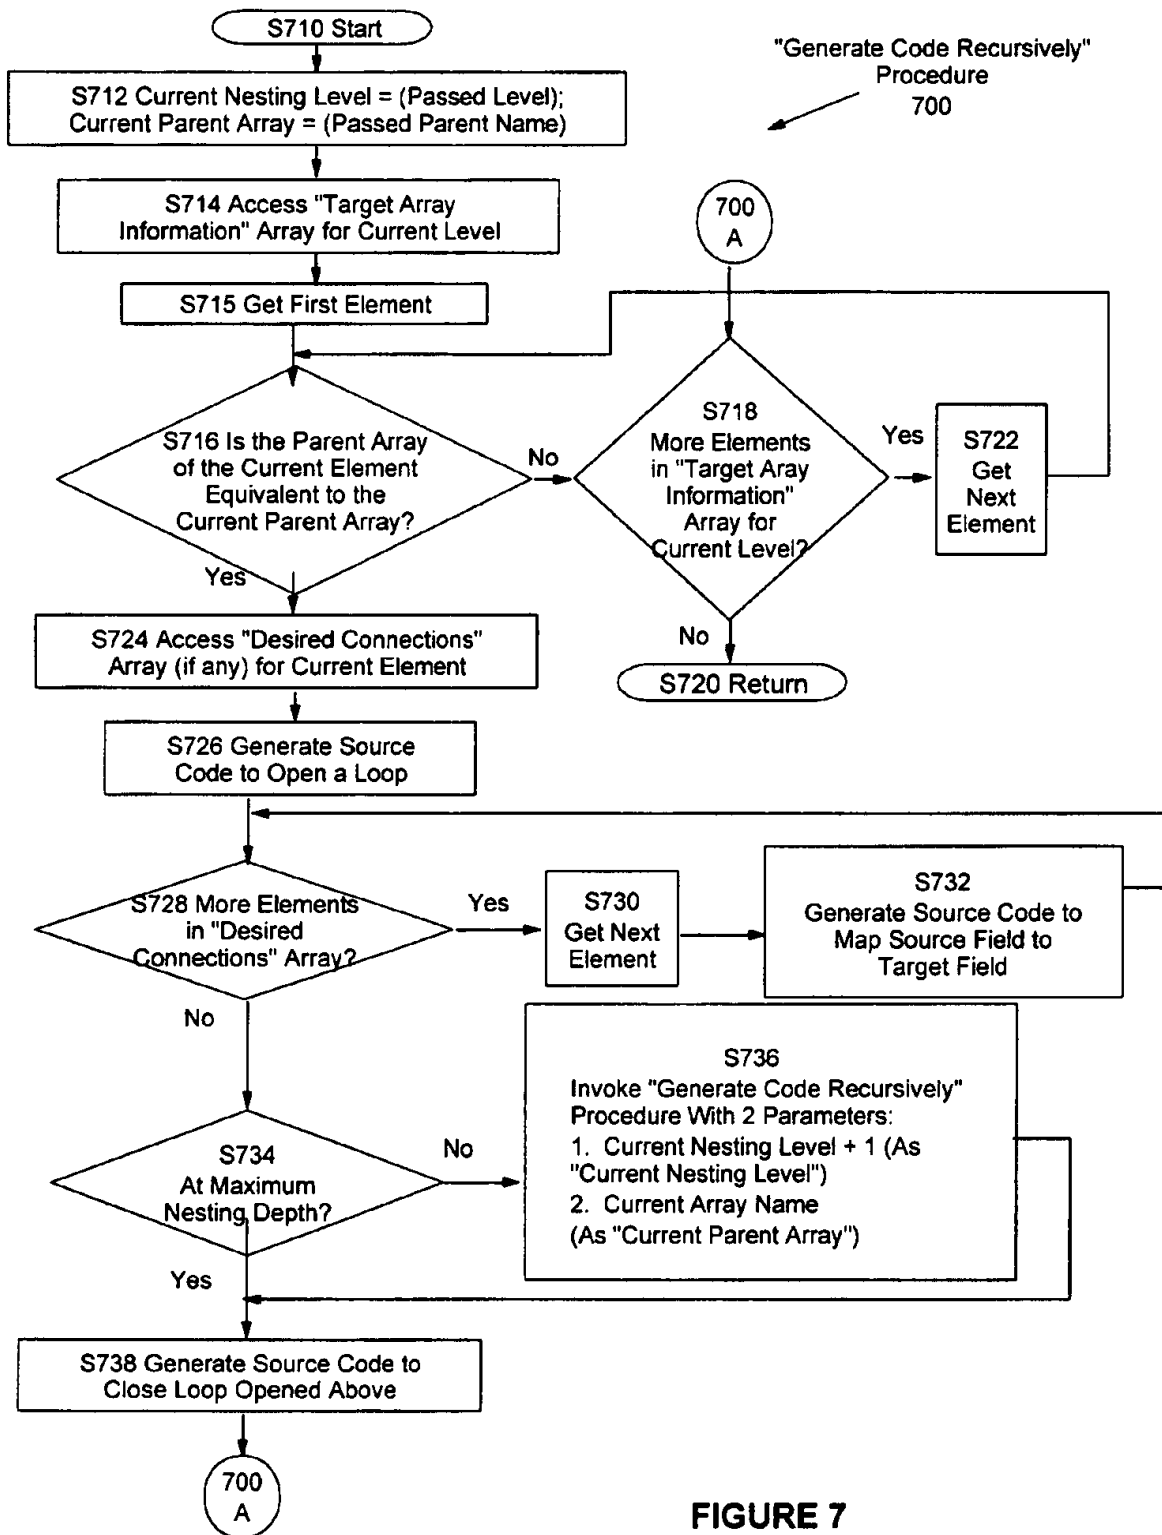 S710 Start
"Generate Code Recursively"
Procedure
700
S712 Current Nesting Level = (Passed Level);
Current Parent Array = (Passed Parent Name)
S714 Access "Target Array
Information" Array for Current Level
700
A
S715 Get First Element
S716 Is the Parent Array
of the Current Element
Equivalent to the
Current Parent Array?
No
Yes
S718
More Elements
in "Target Aray
Information"
Array for
Current Level?
Yes
No
S722
Get
Next
Element
S720 Return
S724 Access "Desired Connections"
Array (if any) for Current Element
S726 Generate Source
Code to Open a Loop
S728 More Elements
in "Desired
Connections" Array?
Yes
No
S730
Get Next
Element
S732
Generate Source Code to
Map Source Field to
Target Field
S734
At Maximum
Nesting Depth?
No
Yes
S736
Invoke "Generate Code Recursively"
Procedure With 2 Parameters:
1. Current Nesting Level + 1 (As
"Current Nesting Level")
2. Current Array Name
(As "Current Parent Array")
S738 Generate Source Code to
Close Loop Opened Above
700
A
FIGURE 7